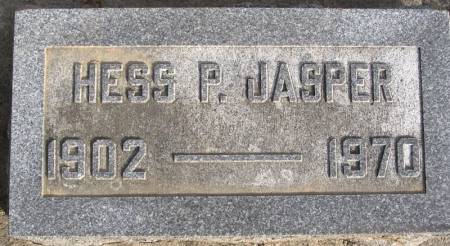 HESS P. JASPER
1902 — 1970